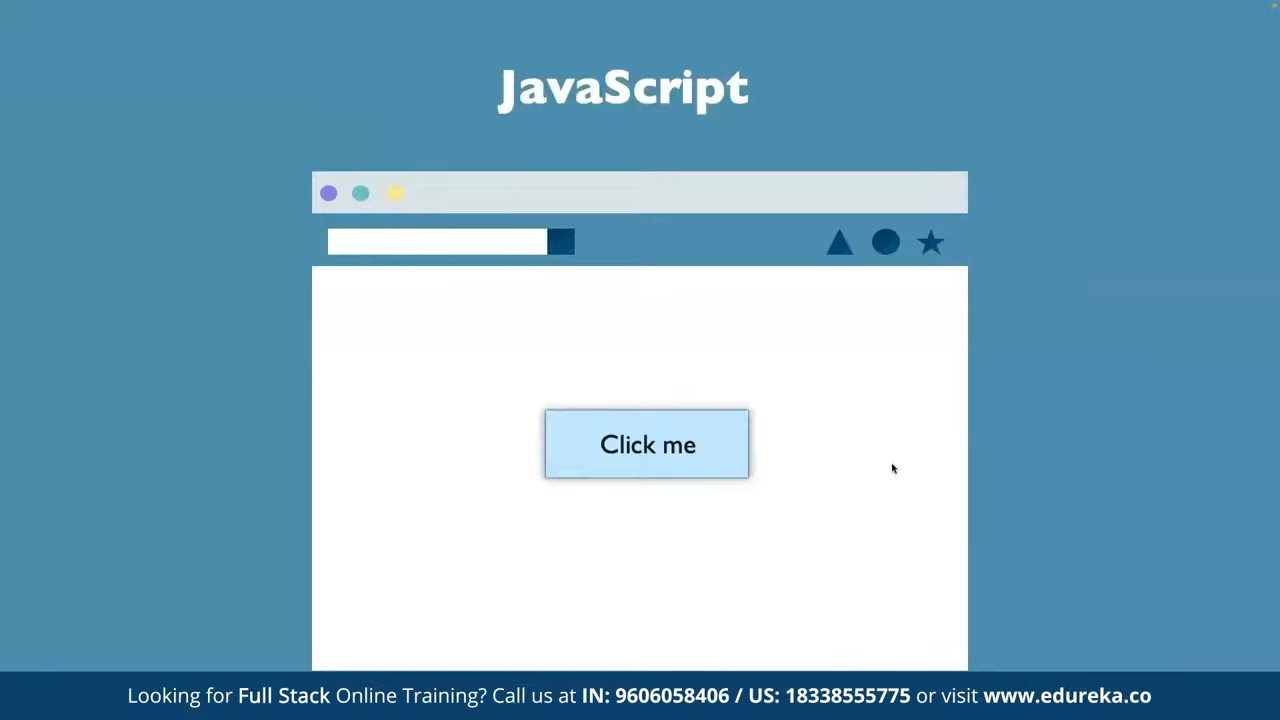 JavaScript
Click me
Looking for Full Stack Online Training? Call us at IN: 9606058406 / US: 18338555775 or visit www.edureka.co